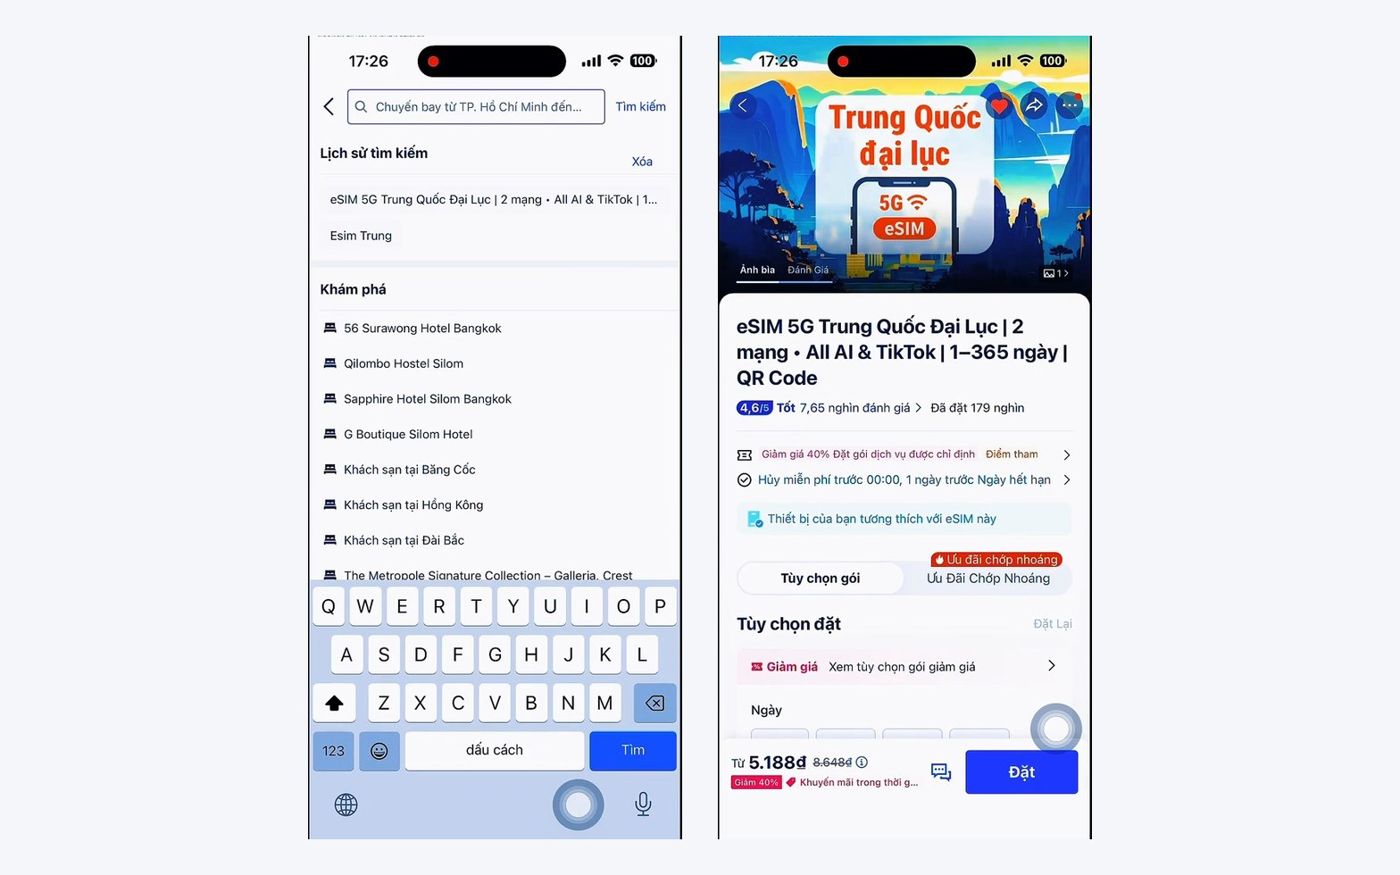 17:26
100
Chuyến bay từ TP. Hồ Chí Minh đến...
Tìm kiếm
Lịch sử tìm kiếm
Xóa
eSIM 5G Trung Quốc Đại Lục | 2 mạng • All AI & TikTok | 1...
Esim Trung
Khám phá
56 Surawong Hotel Bangkok
Qilombo Hostel Silom
Sapphire Hotel Silom Bangkok
G Boutique Silom Hotel
Khách sạn tại Băng Cốc
Khách sạn tại Hồng Kông
Khách sạn tại Đài Bắc
The Metropole Signature Collection – Galleria, Crest
Q W E R T Y U I O P
A S D F G H J K L
Z X C V B N M
123
dấu cách
Tìm
17:26
100
Trung Quốc
đại lục
5G
eSIM
Ảnh bìa
Đánh Giá
1
eSIM 5G Trung Quốc Đại Lục | 2
mạng • All AI & TikTok | 1–365 ngày |
QR Code
4,6/5 Tốt 7,65 nghìn đánh giá > Đã đặt 179 nghìn
Giảm giá 40% Đặt gói dịch vụ được chỉ định Điểm tham
Hủy miễn phí trước 00:00, 1 ngày trước Ngày hết hạn
Thiết bị của bạn tương thích với eSIM này
Ưu đãi chớp nhoáng
Tùy chọn gói
Ưu Đãi Chớp Nhoáng
Tùy chọn đặt
Đặt Lại
Giảm giá Xem tùy chọn gói giảm giá
Ngày
Từ 5.188₫ 8.648₫
Giảm 40% Khuyến mãi trong thời g...
Đặt